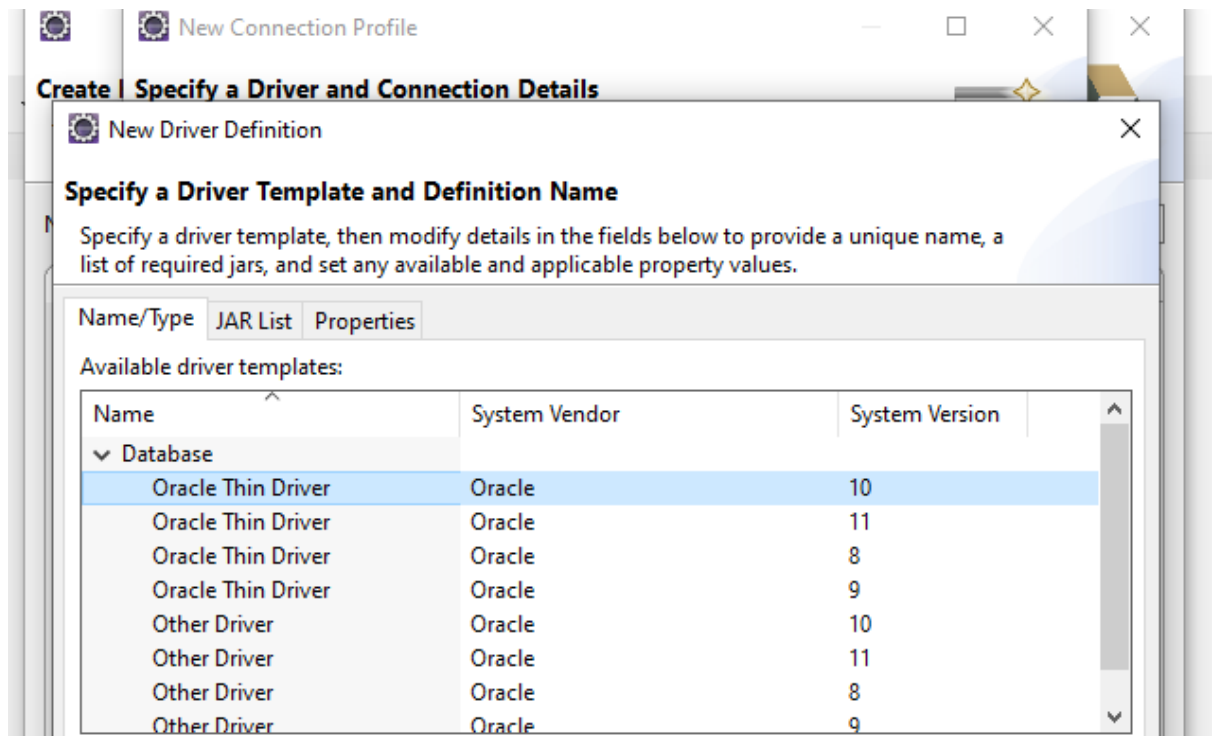 New Connection Profile
Create
Specify a Driver and Connection Details
New Driver Definition
Specify a Driver Template and Definition Name
Specify a driver template, then modify details in the fields below to provide a unique name, a
list of required jars, and set any available and applicable property values.
Name/Type JAR List Properties
Available driver templates:
Name System Vendor System Version
Database
Oracle Thin Driver Oracle 10
Oracle Thin Driver Oracle 11
Oracle Thin Driver Oracle 8
Oracle Thin Driver Oracle 9
Other Driver Oracle 10
Other Driver Oracle 11
Other Driver Oracle 8
Other Driver Oracle 9